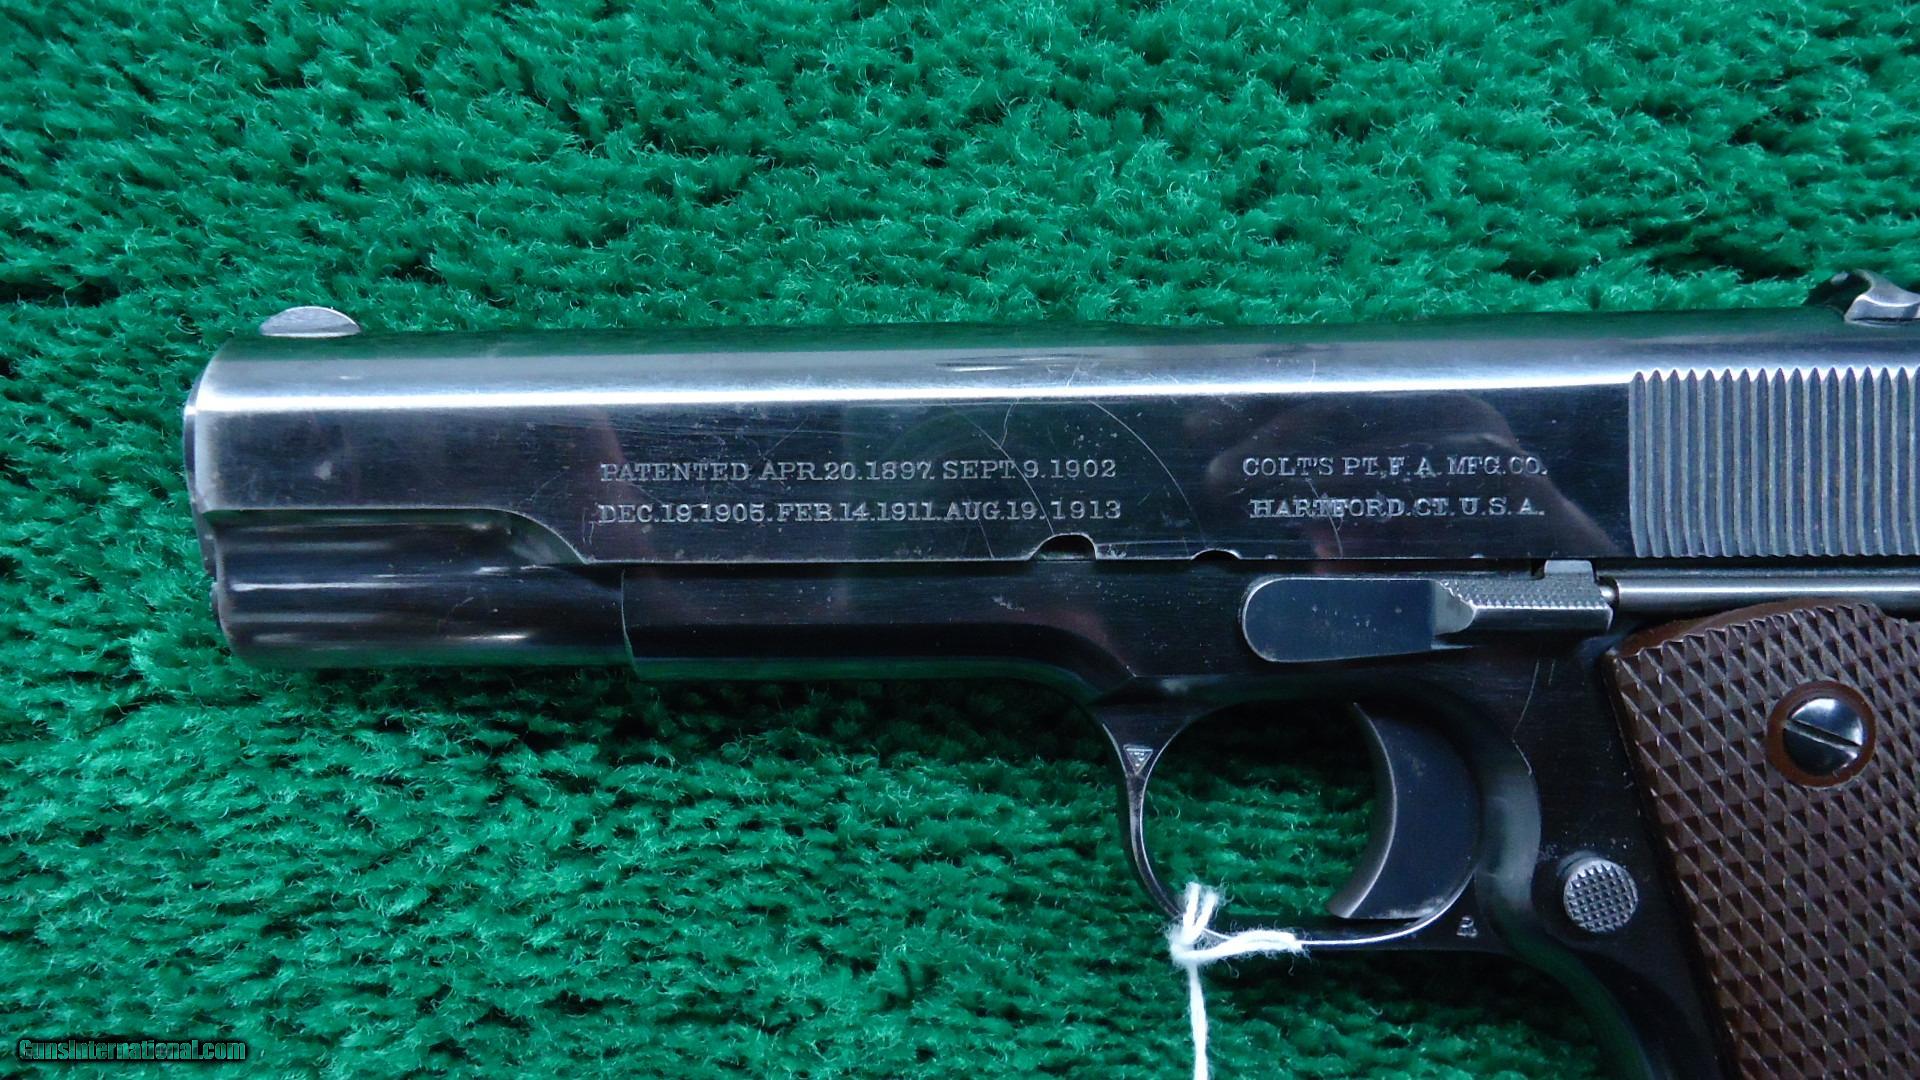 PATENTED APR.20.1897. SEPT.9.1902
DEC.19.1905. FEB.14.1911. AUG.19.1913
COLT'S PT.F.A. MFG.CO.
HARTFORD.CT. U.S.A.
GunsInternational.com